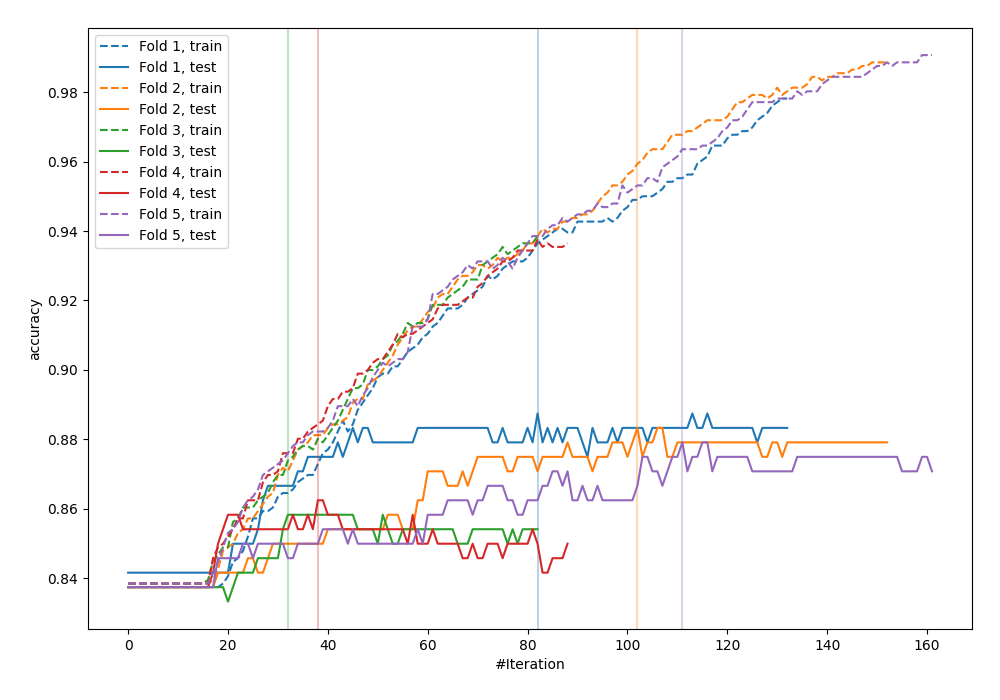 Fold 1, train
Fold 1, test
Fold 2, train
Fold 2, test
Fold 3, train
Fold 3, test
Fold 4, train
Fold 4, test
Fold 5, train
Fold 5, test
0.98
0.96
0.94
0.92
0.90
0.88
0.86
0.84
accuracy
0 20 40 60 80 100 120 140 160
#Iteration